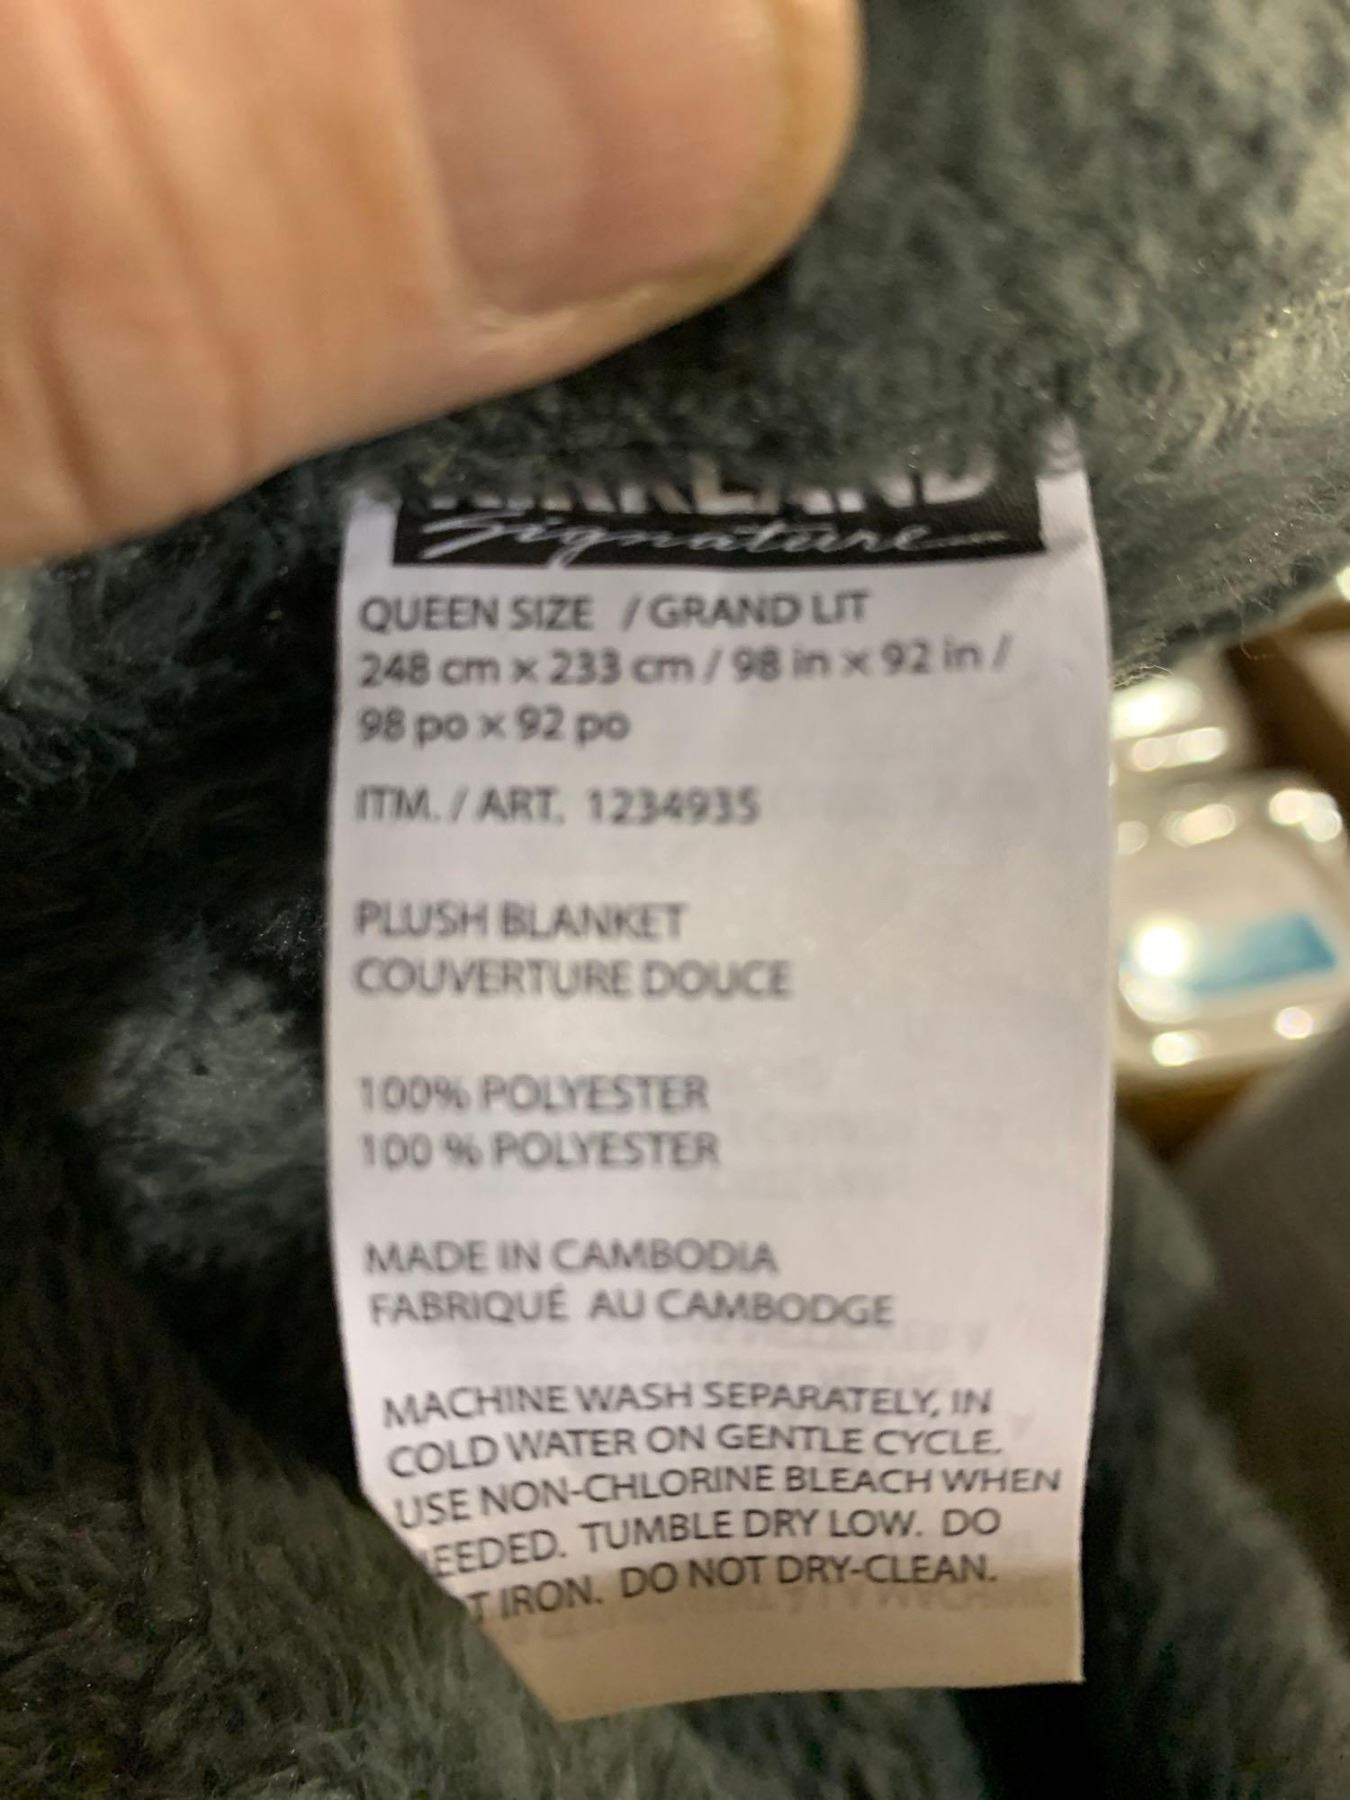 KIRKLAND
Signature
QUEEN SIZE / GRAND LIT
248 cm x 233 cm / 98 in x 92 in /
98 po x 92 po
ITM. / ART. 1234935
PLUSH BLANKET
COUVERTURE DOUCE
100% POLYESTER
100 % POLYESTER
MADE IN CAMBODIA
FABRIQUÉ AU CAMBODGE
MACHINE WASH SEPARATELY, IN
COLD WATER ON GENTLE CYCLE.
USE NON-CHLORINE BLEACH WHEN
EEDED. TUMBLE DRY LOW. DO
T IRON. DO NOT DRY-CLEAN.